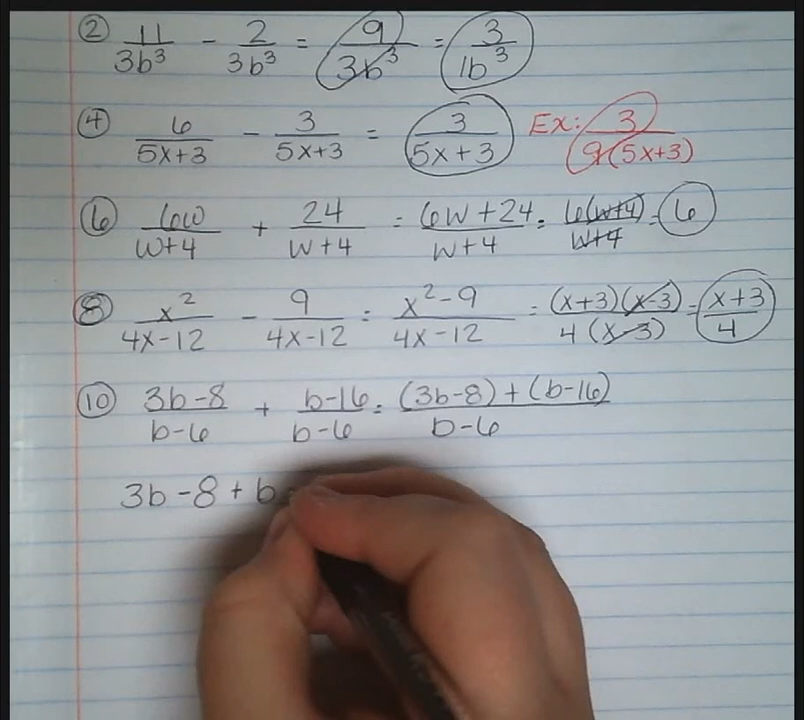 ② 11/3b³ - 2/3b³ = 9/3b³ = 3/1b³
④ 6/5x+3 - 3/5x+3 = 3/5x+3 Ex: 3/9(5x+3)
⑥ 6w/w+4 + 24/w+4 = 6w+24/w+4 = 6(w+4)/w+4 = 6
⑧ x²/4x-12 - 9/4x-12 = x²-9/4x-12 = (x+3)(x-3)/4(x-3) = x+3/4
⑩ 3b-8/b-6 + b-16/b-6 = (3b-8)+(b-16)/b-6
3b-8+b